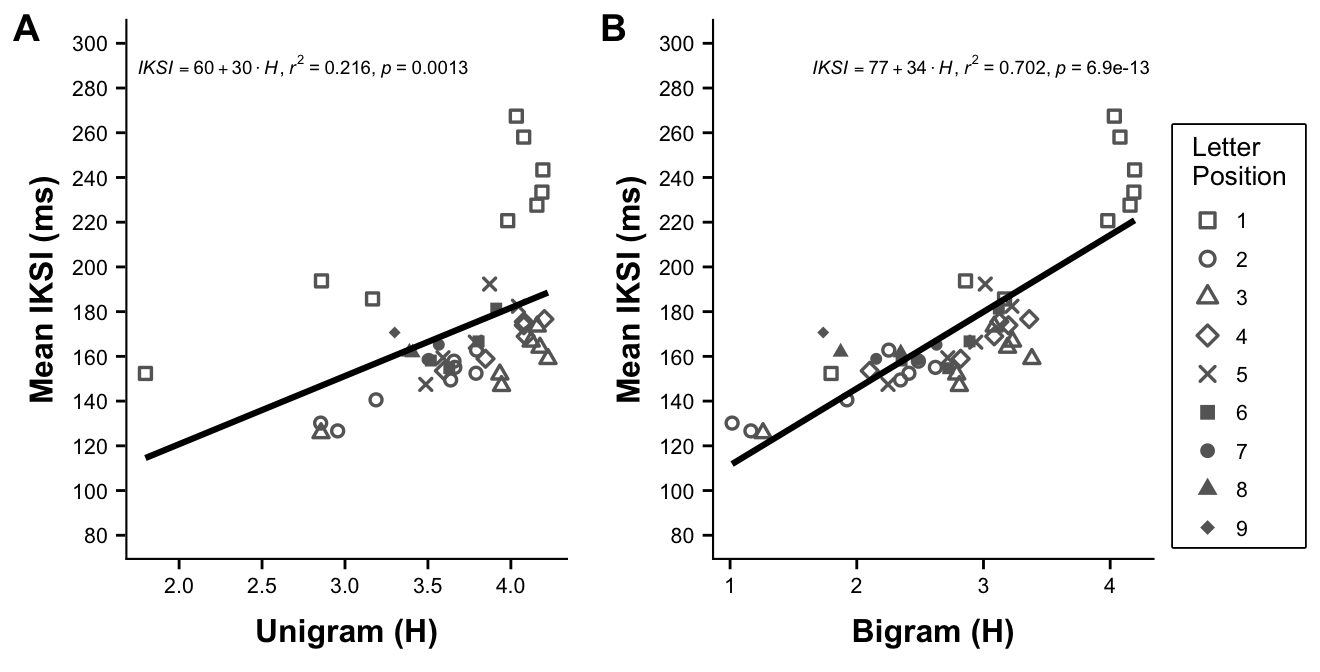 A
IKSI = 60 + 30 · H, r² = 0.216, p = 0.0013
300
280
260
240
220
200
180
160
140
120
100
80
Mean IKSI (ms)
2.0 2.5 3.0 3.5 4.0
Unigram (H)
B
IKSI = 77 + 34 · H, r² = 0.702, p = 6.9e-13
300
280
260
240
220
200
180
160
140
120
100
80
Mean IKSI (ms)
1 2 3 4
Bigram (H)
Letter
Position
1
2
3
4
5
6
7
8
9